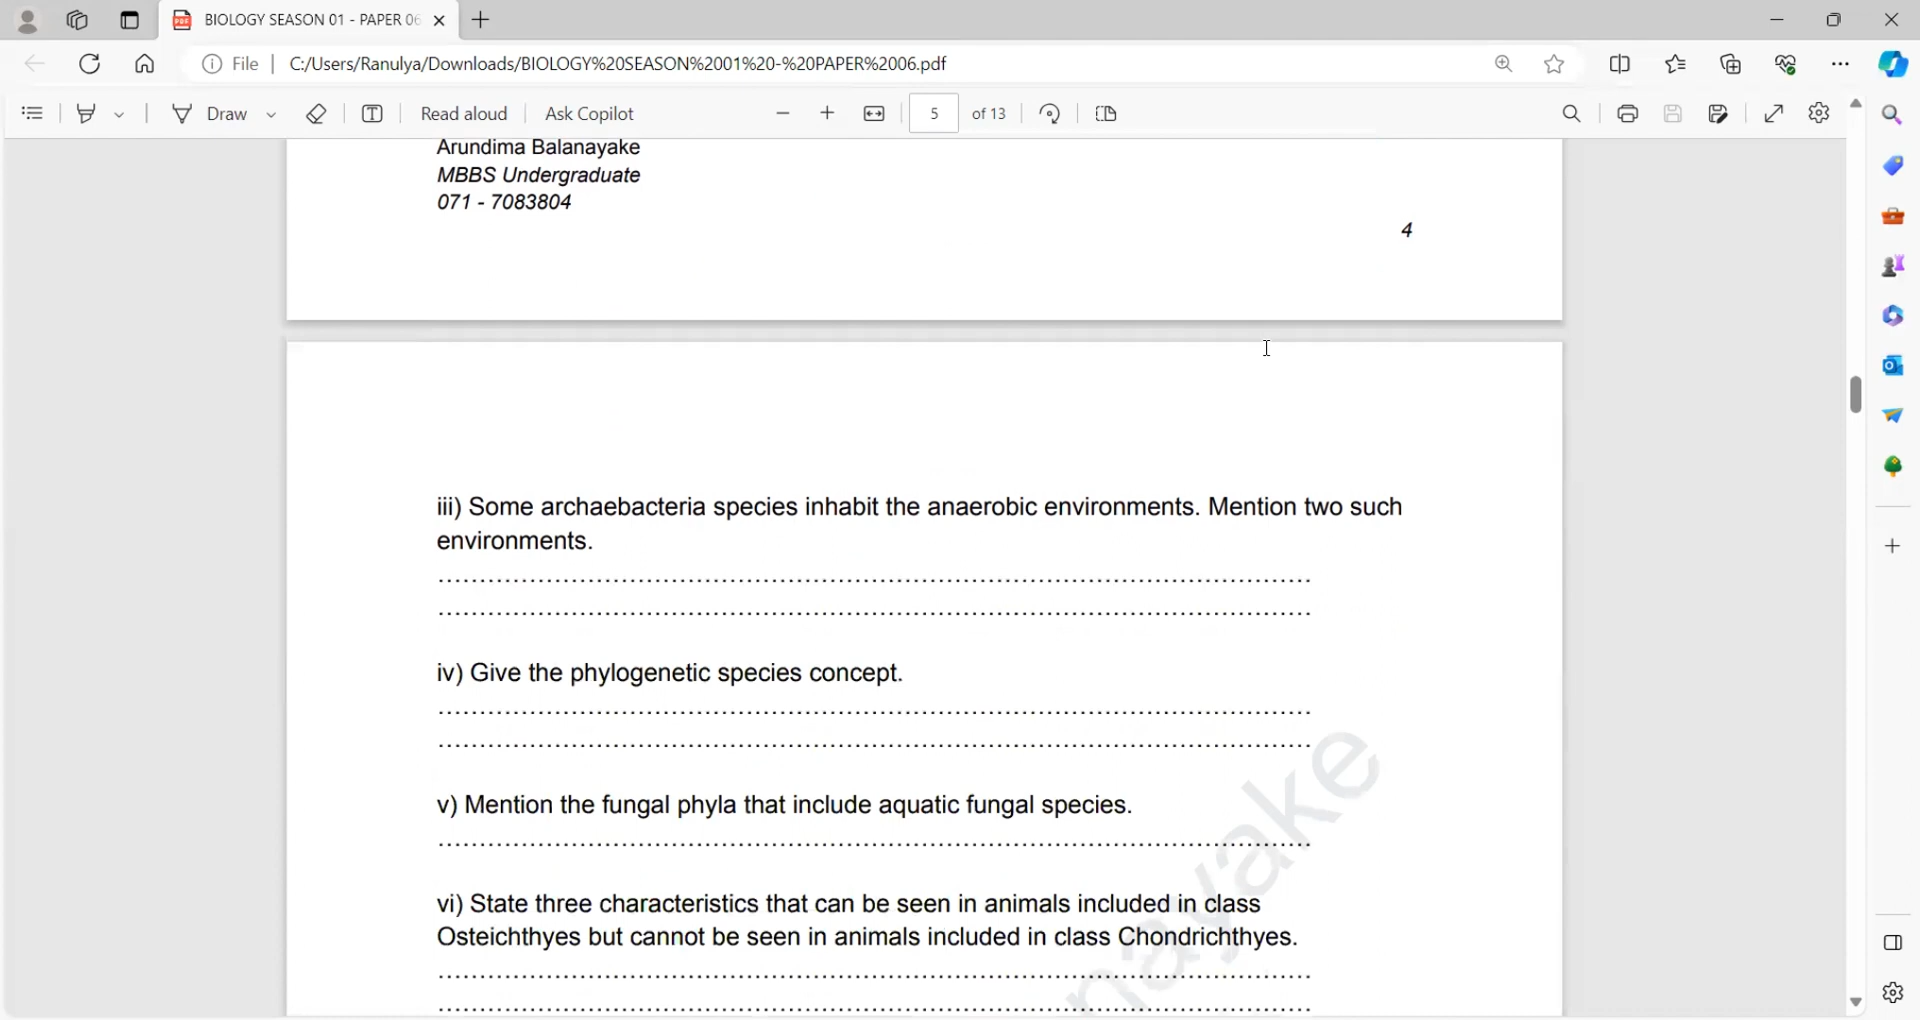 BIOLOGY SEASON 01 - PAPER 06
File
C:/Users/Ranulya/Downloads/BIOLOGY%20SEASON%2001%20-%20PAPER%2006.pdf
Draw
Read aloud
Ask Copilot
5 of 13
Arundima Balanayake
MBBS Undergraduate
071 - 7083804
4
iii) Some archaebacteria species inhabit the anaerobic environments. Mention two such
environments.
iv) Give the phylogenetic species concept.
v) Mention the fungal phyla that include aquatic fungal species.
vi) State three characteristics that can be seen in animals included in class
Osteichthyes but cannot be seen in animals included in class Chondrichthyes.
nayake